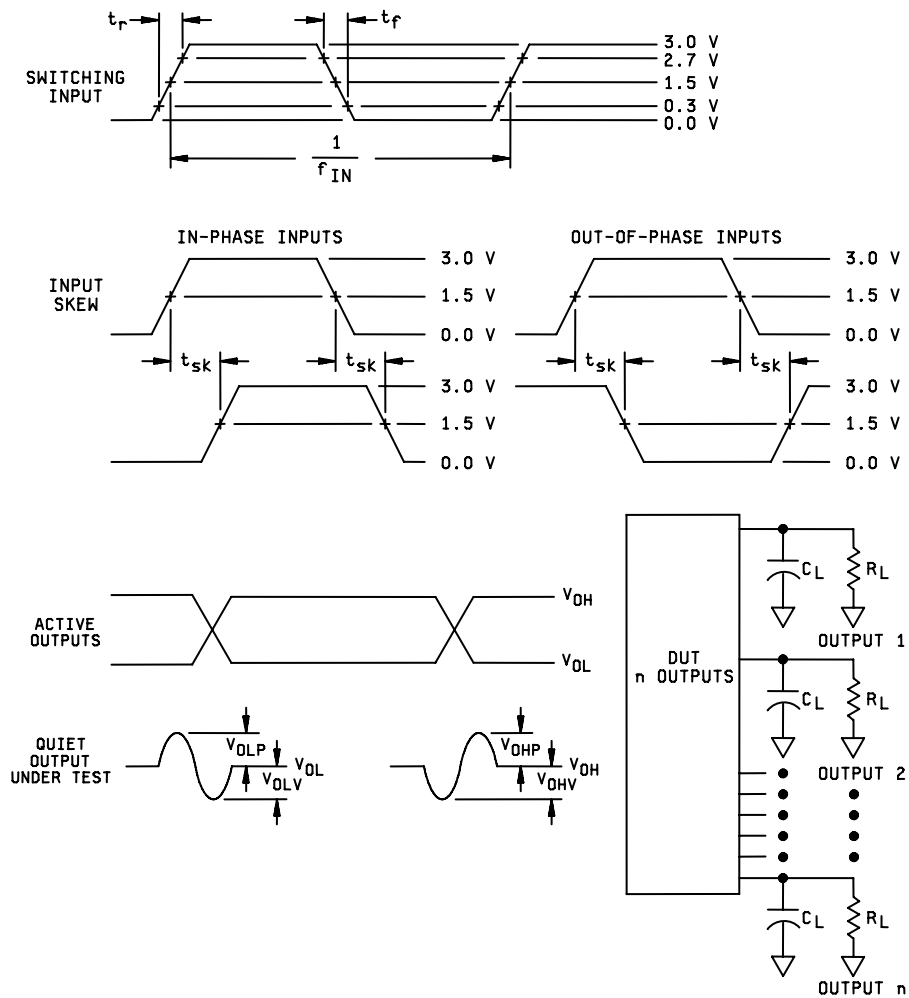 tr
tf
SWITCHING
INPUT
3.0 V
2.7 V
1.5 V
0.3 V
0.0 V
1
fIN
IN-PHASE INPUTS
OUT-OF-PHASE INPUTS
INPUT
SKEW
3.0 V
1.5 V
0.0 V
3.0 V
1.5 V
0.0 V
tsk
tsk
tsk
tsk
3.0 V
1.5 V
0.0 V
3.0 V
1.5 V
0.0 V
ACTIVE
OUTPUTS
VOH
VOL
QUIET
OUTPUT
UNDER TEST
VOLP
VOL
VOLV
VOHP
VOH
VOHV
DUT
n OUTPUTS
CL
RL
OUTPUT 1
CL
RL
OUTPUT 2
CL
RL
OUTPUT n